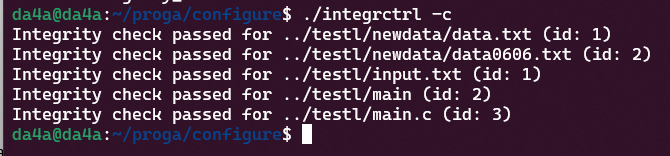 da4a@da4a:~/proga/configure$ ./integrctrl -c
Integrity check passed for ../testl/newdata/data.txt (id: 1)
Integrity check passed for ../testl/newdata/data0606.txt (id: 2)
Integrity check passed for ../testl/input.txt (id: 1)
Integrity check passed for ../testl/main (id: 2)
Integrity check passed for ../testl/main.c (id: 3)
da4a@da4a:~/proga/configure$